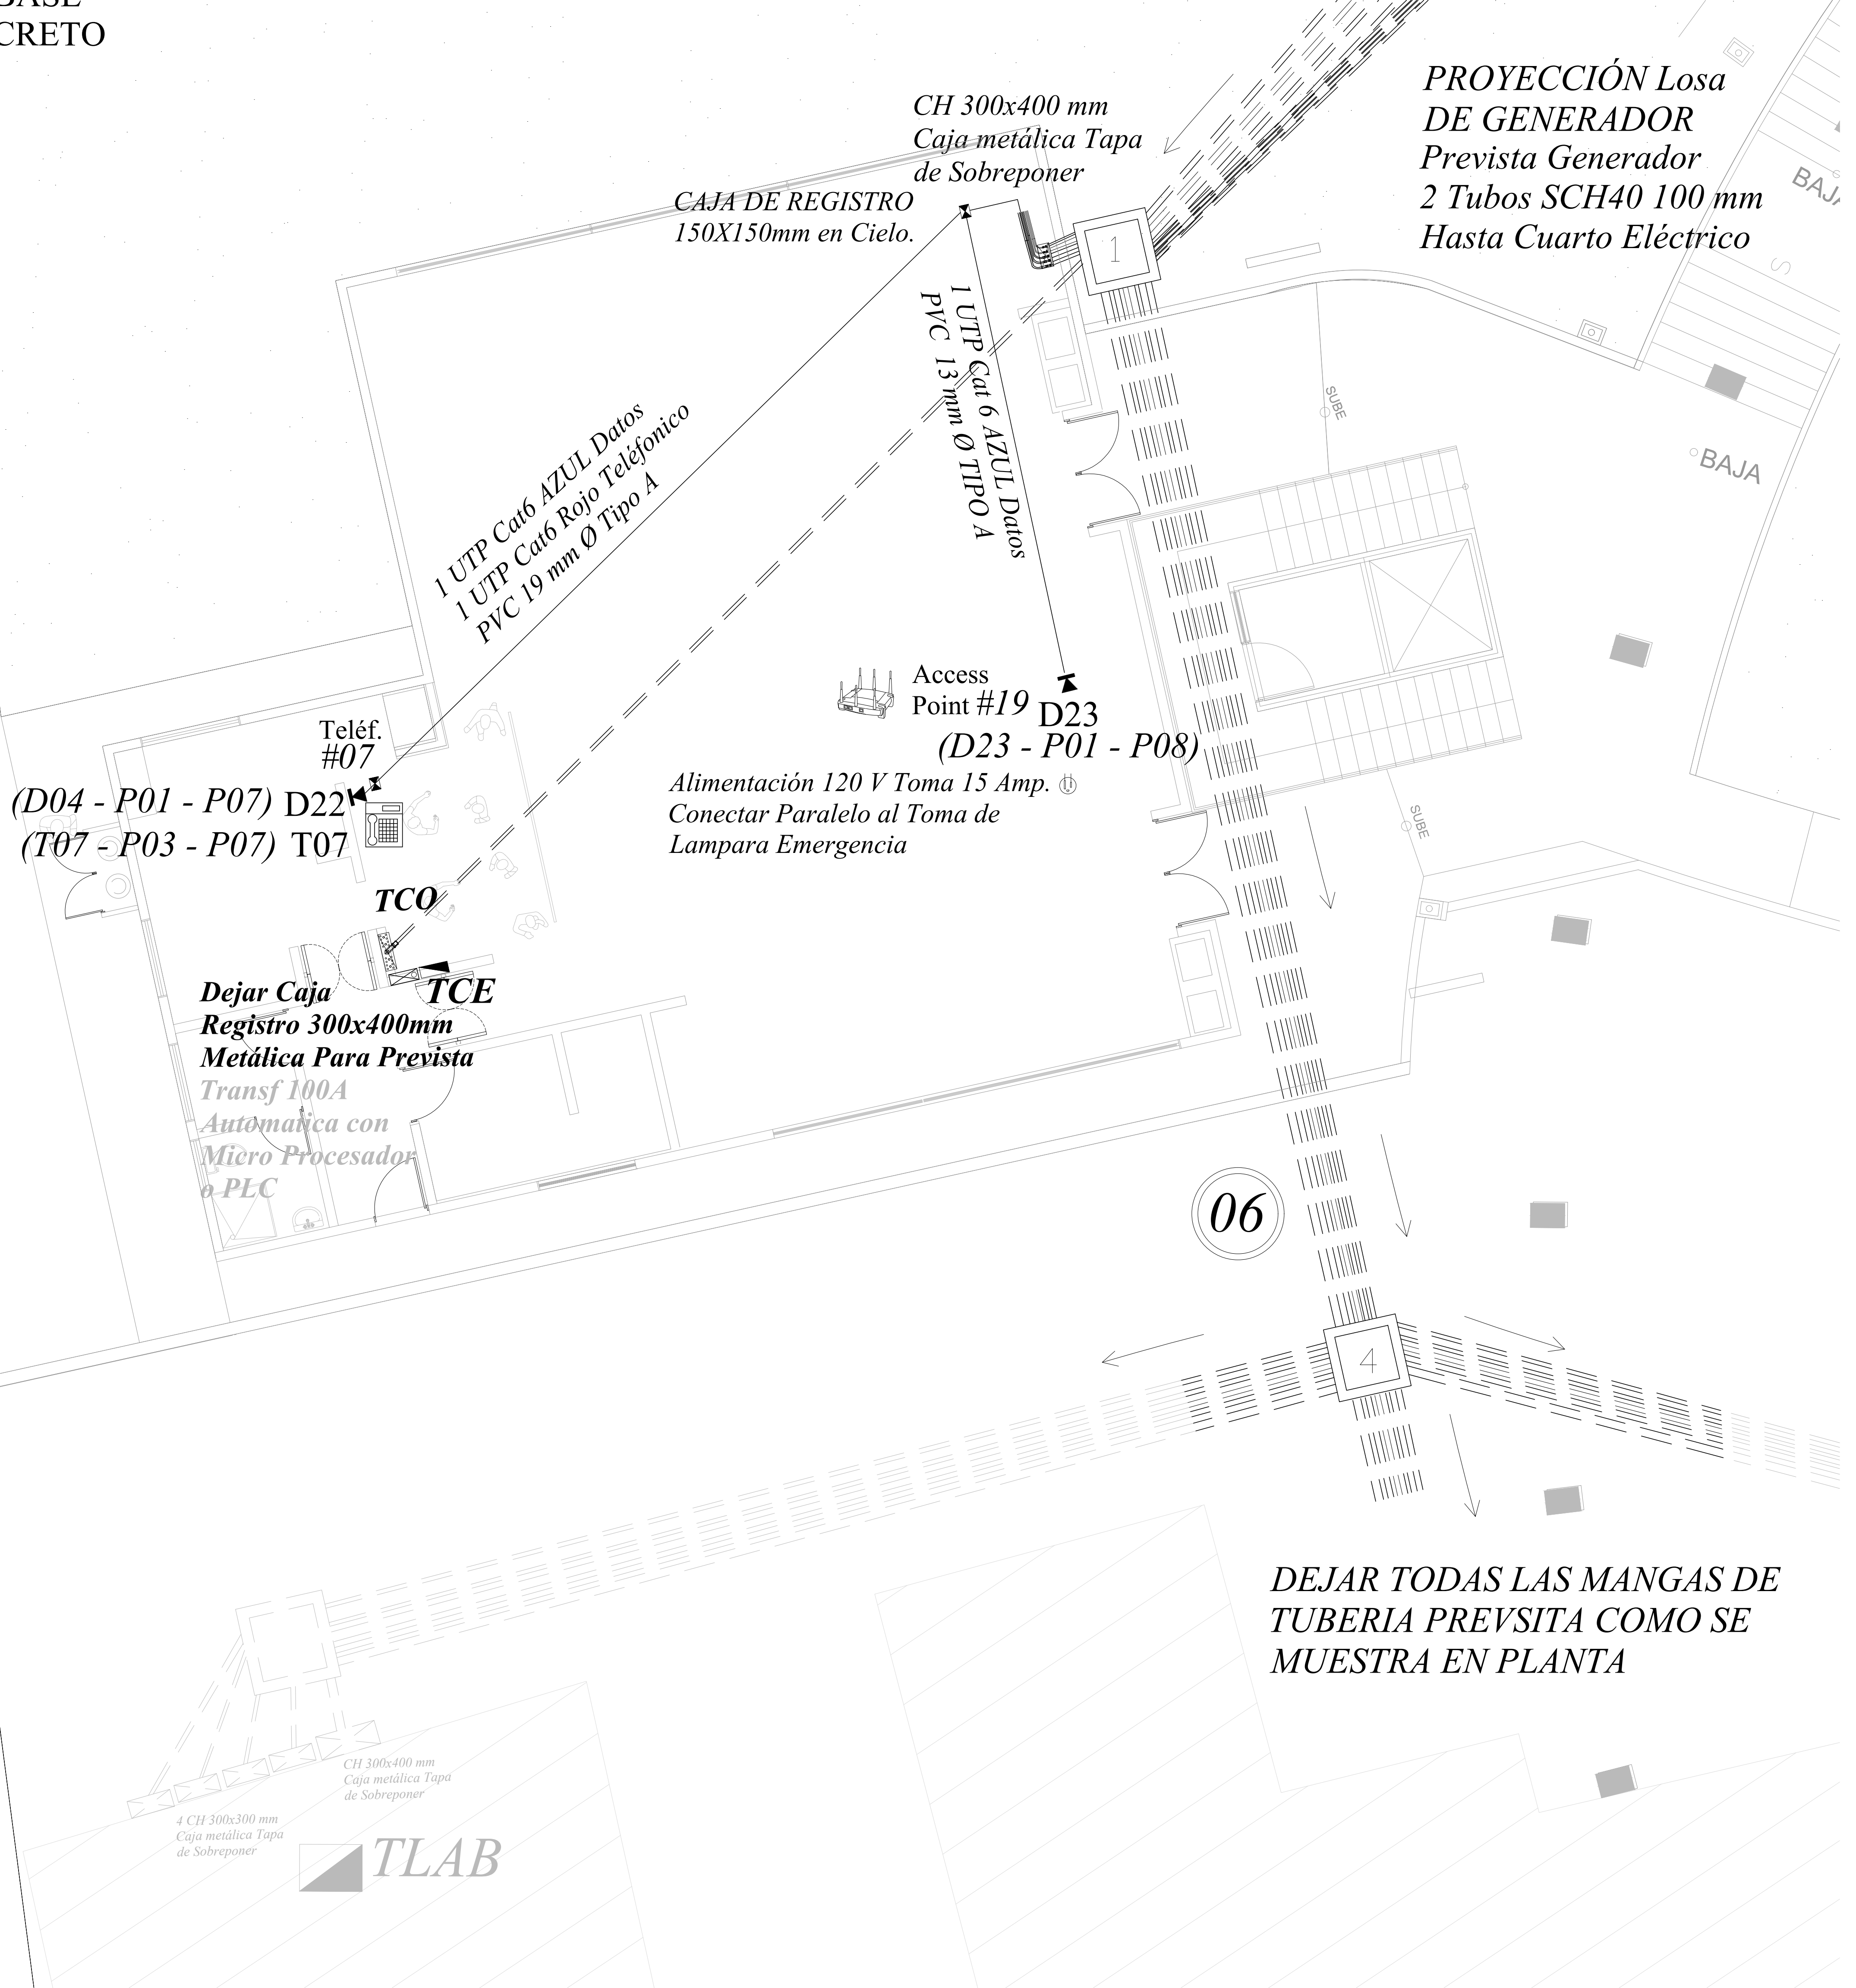 BASE
CRETO
CH 300x400 mm
Caja metálica Tapa
de Sobreponer
CAJA DE REGISTRO
150X150mm en Cielo.
PROYECCIÓN Losa
DE GENERADOR
Prevista Generador
2 Tubos SCH40 100 mm
Hasta Cuarto Eléctrico
BAJA
S
1
1 UTP Cat 6 AZUL Datos
PVC 13 mm Ø TIPO A
SUBE
BAJA
1 UTP Cat6 AZUL Datos
1 UTP Cat6 Rojo Teléfonico
PVC 19 mm Ø Tipo A
Access
Point #19 D23
(D23 - P01 - P08)
Alimentación 120 V Toma 15 Amp.
Conectar Paralelo al Toma de
Lampara Emergencia
Teléf.
#07
(D04 - P01 - P07) D22
(T07 - P03 - P07) T07
SUBE
TCO
TCE
Dejar Caja
Registro 300x400mm
Metálica Para Prevista
Transf 100A
Automatica con
Micro Procesador
o PLC
06
4
DEJAR TODAS LAS MANGAS DE
TUBERIA PREVSITA COMO SE
MUESTRA EN PLANTA
CH 300x400 mm
Caja metálica Tapa
de Sobreponer
4 CH 300x300 mm
Caja metálica Tapa
de Sobreponer
TLAB